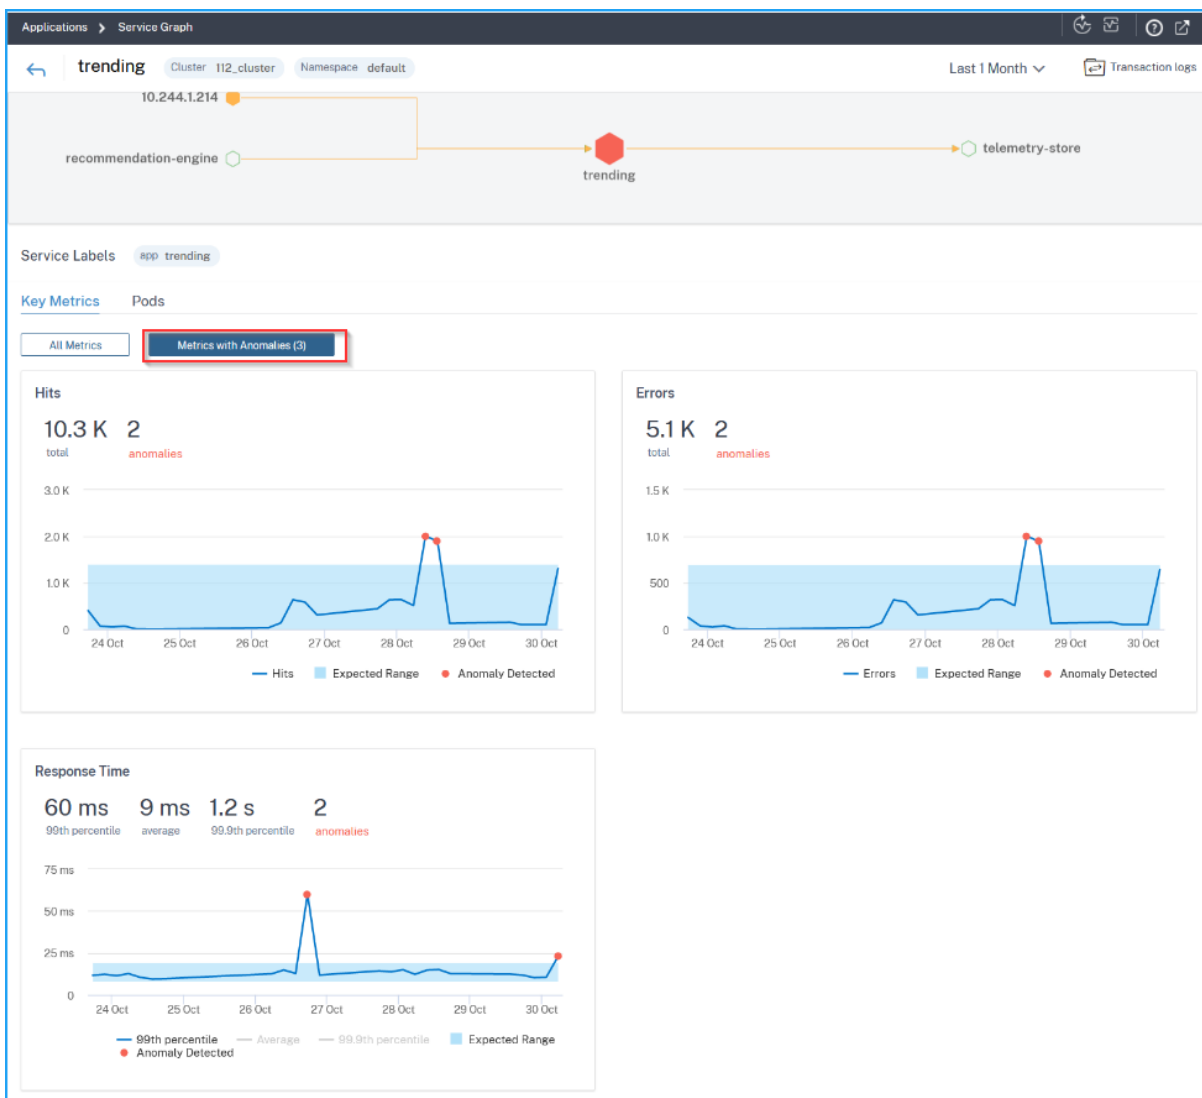 Applications > Service Graph
trending Cluster 112_cluster Namespace default Last 1 Month Transaction logs
10.244.1.214
recommendation-engine
trending
telemetry-store
Service Labels app trending
Key Metrics Pods
All Metrics Metrics with Anomalies (3)
Hits
10.3 K 2
total anomalies
3.0 K
2.0 K
1.0 K
0
24 Oct 25 Oct 26 Oct 27 Oct 28 Oct 29 Oct 30 Oct
Hits Expected Range Anomaly Detected
Errors
5.1 K 2
total anomalies
1.5 K
1.0 K
500
0
24 Oct 25 Oct 26 Oct 27 Oct 28 Oct 29 Oct 30 Oct
Errors Expected Range Anomaly Detected
Response Time
60 ms 9 ms 1.2 s 2
99th percentile average 99.9th percentile anomalies
75 ms
50 ms
25 ms
0
24 Oct 25 Oct 26 Oct 27 Oct 28 Oct 29 Oct 30 Oct
99th percentile Average 99.9th percentile Expected Range
Anomaly Detected